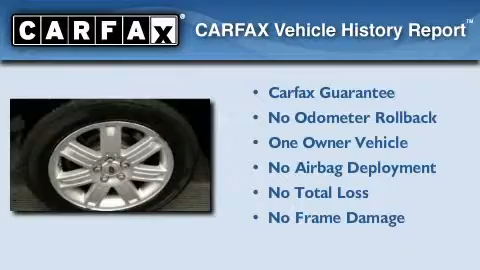 CARFAX®
CARFAX Vehicle History Report™
• Carfax Guarantee
• No Odometer Rollback
• One Owner Vehicle
• No Airbag Deployment
• No Total Loss
• No Frame Damage